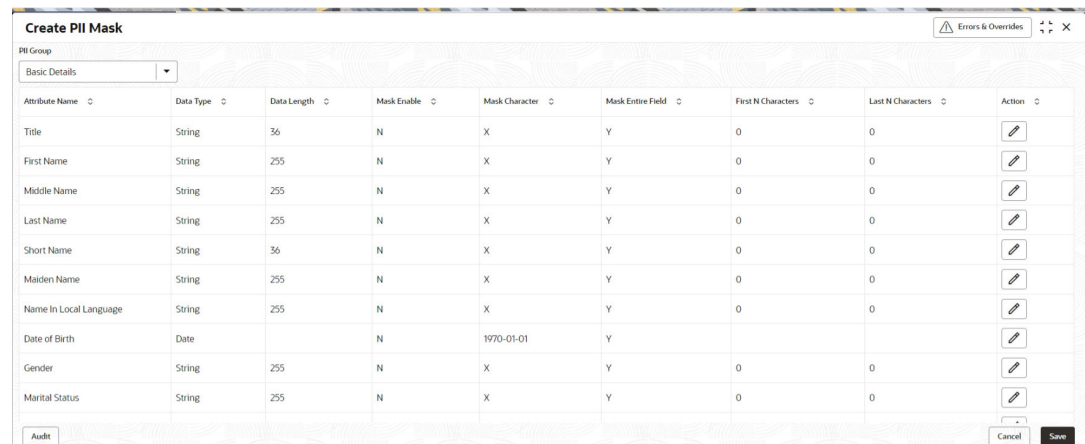 Create PII Mask
Errors & Overrides
PII Group
Basic Details
Attribute Name Data Type Data Length Mask Enable Mask Character Mask Entire Field First N Characters Last N Characters Action
Title String 36 N X Y 0 0
First Name String 255 N X Y 0 0
Middle Name String 255 N X Y 0 0
Last Name String 255 N X Y 0 0
Short Name String 36 N X Y 0 0
Maiden Name String 255 N X Y 0 0
Name In Local Language String 255 N X Y 0 0
Date of Birth Date N 1970-01-01 Y
Gender String 255 N X Y 0 0
Marital Status String 255 N X Y 0 0
Audit Cancel Save